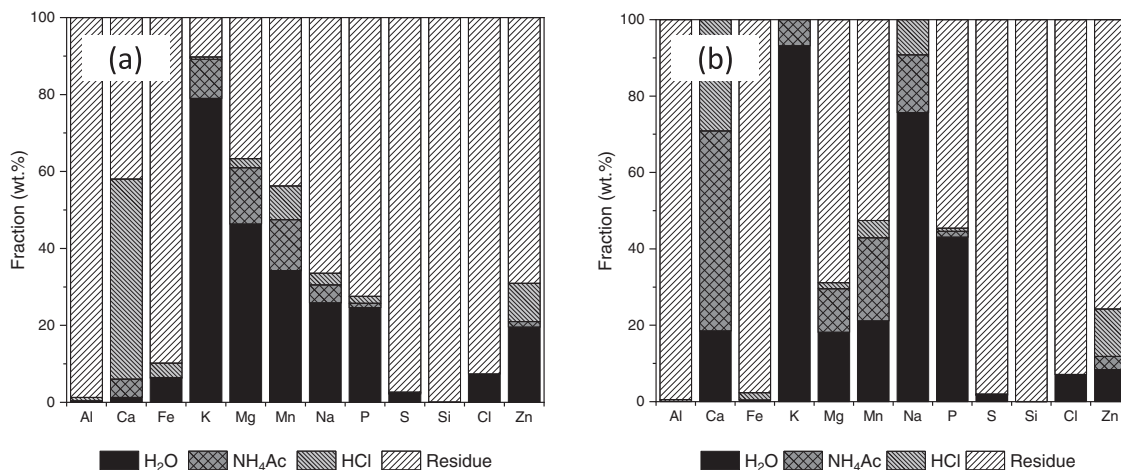 (a)
Fraction (wt.%)
100
80
60
40
20
0
Al Ca Fe K Mg Mn Na P S Si Cl Zn
H₂O NH₄Ac HCl Residue
(b)
Fraction (wt.%)
100
80
60
40
20
0
Al Ca Fe K Mg Mn Na P S Si Cl Zn
H₂O NH₄Ac HCl Residue